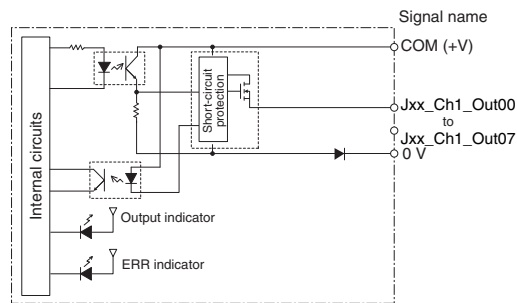 Signal name
COM (+V)
Jxx_Ch1_Out00
to
Jxx_Ch1_Out07
0 V
Internal circuits
Short-circuit
protection
Output indicator
ERR indicator